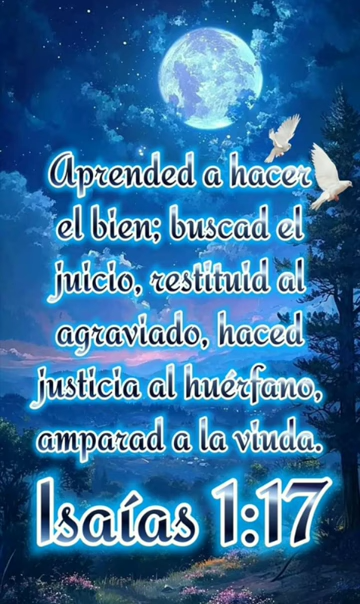 Aprended a hacer
el bien; buscad el
juicio, restituid al
agraviado, haced
justicia al huérfano,
amparad a la viuda.
Isaías 1:17